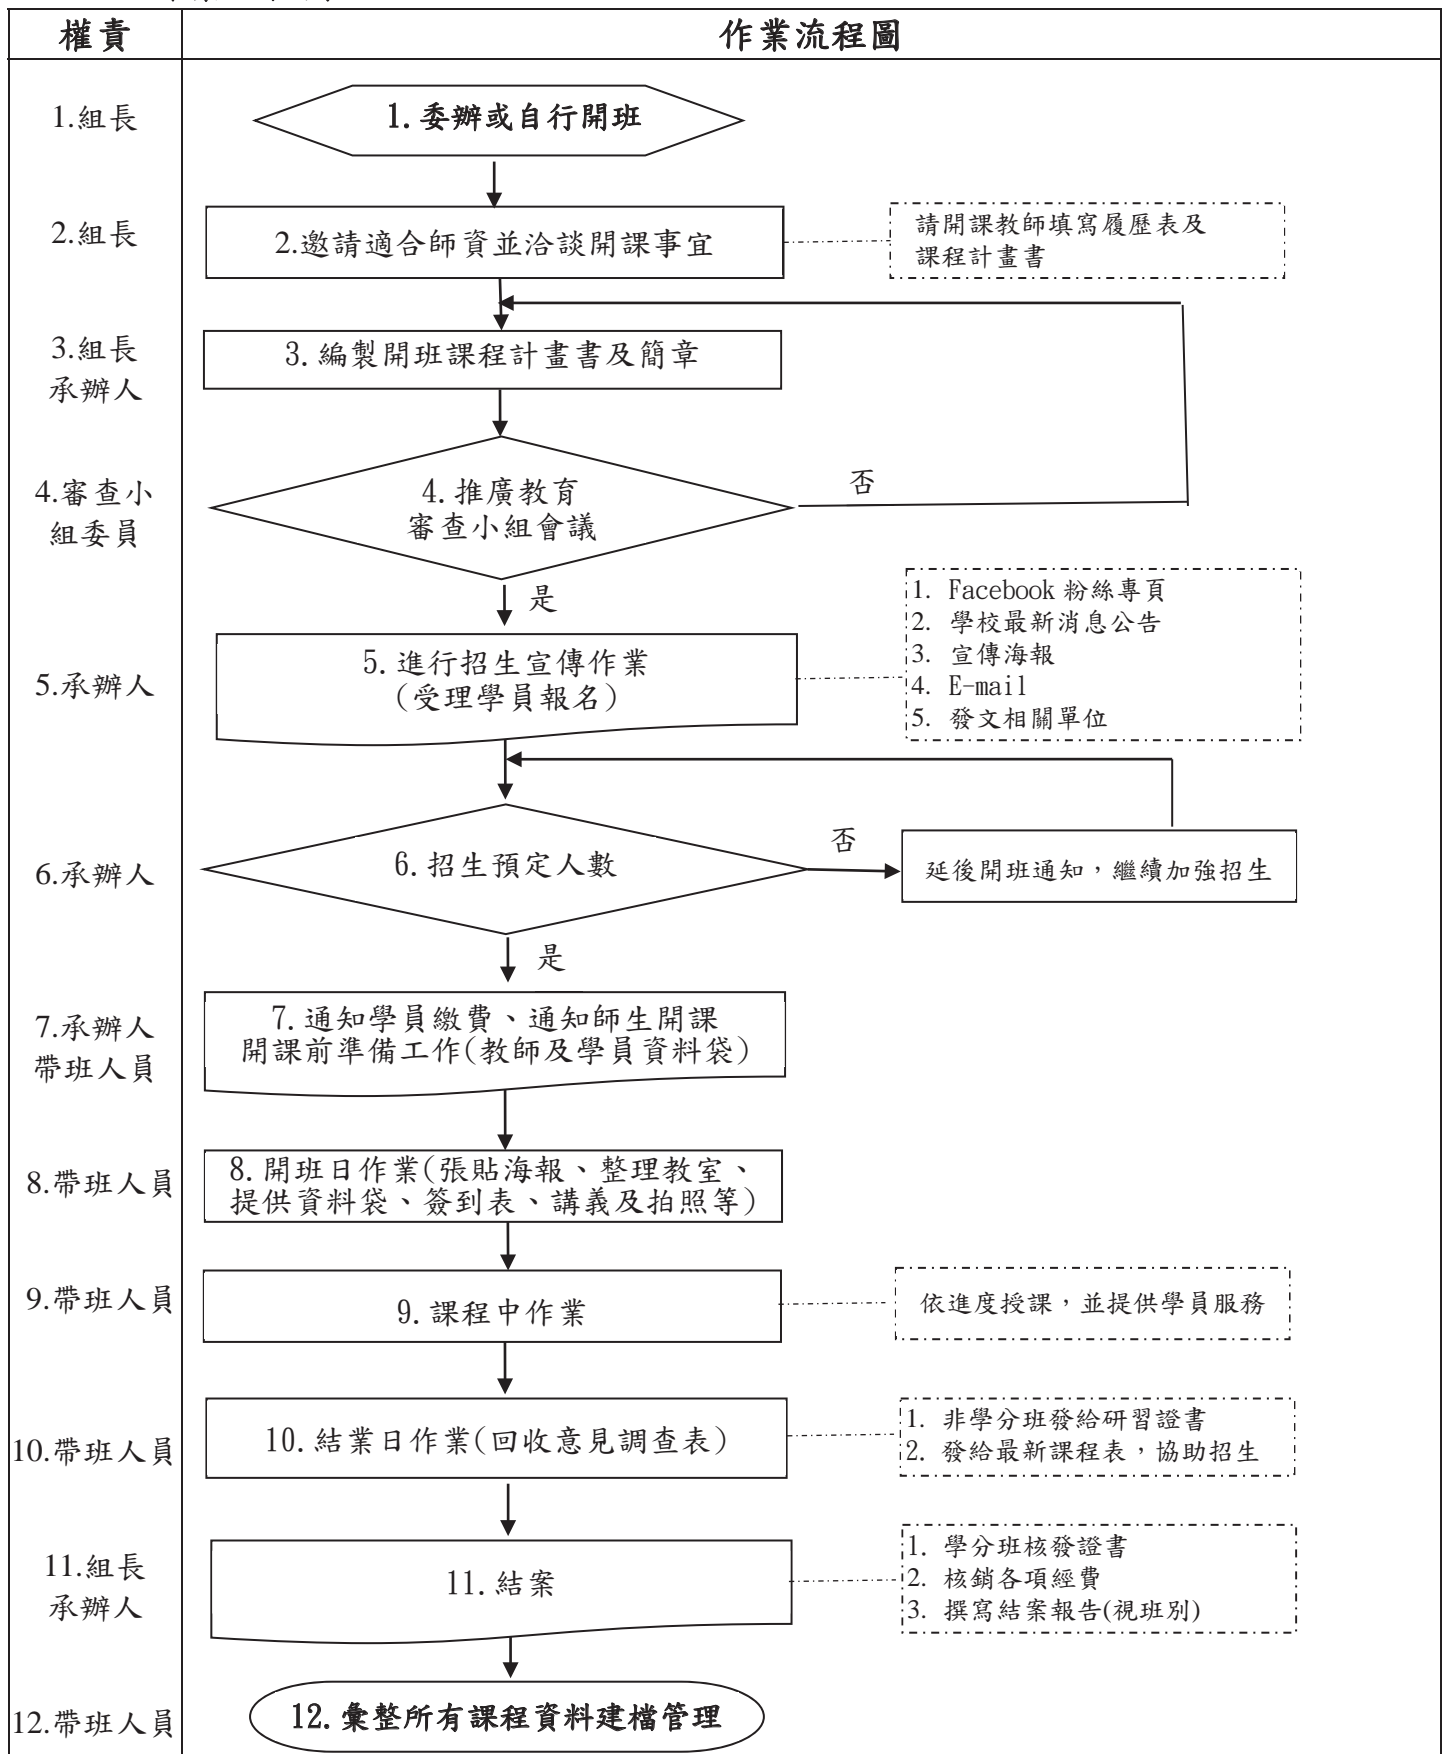 權責
作業流程圖
1.組長
1.委辦或自行開班
2.組長
2.邀請適合師資並洽談開課事宜
請開課教師填寫履歷表及
課程計畫書
3.組長
承辦人
3.編製開班課程計畫書及簡章
4.審查小
組委員
4.推廣教育
審查小組會議
否
是
5.承辦人
5.進行招生宣傳作業
(受理學員報名)
1. Facebook 粉絲專頁
2. 學校最新消息公告
3. 宣傳海報
4. E-mail
5. 發文相關單位
6.承辦人
6.招生預定人數
否
延後開班通知，繼續加強招生
是
7.承辦人
帶班人員
7.通知學員繳費、通知師生開課
開課前準備工作(教師及學員資料袋)
8.帶班人員
8.開班日作業(張貼海報、整理教室、
提供資料袋、簽到表、講義及拍照等)
9.帶班人員
9.課程中作業
依進度授課，並提供學員服務
10.帶班人員
10.結業日作業(回收意見調查表)
1. 非學分班發給研習證書
2. 發給最新課程表，協助招生
11.組長
承辦人
11.結案
1. 學分班核發證書
2. 核銷各項經費
3. 撰寫結案報告(視班別)
12.帶班人員
12.彙整所有課程資料建檔管理